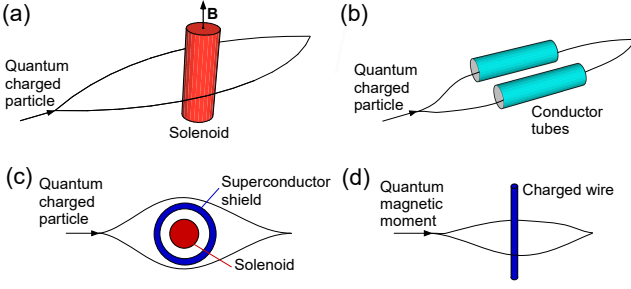 (a)
B
Quantum
charged
particle
Solenoid
(b)
Quantum
charged
particle
Conductor
tubes
(c)
Quantum
charged
particle
Superconductor
shield
Solenoid
(d)
Quantum
magnetic
moment
Charged wire